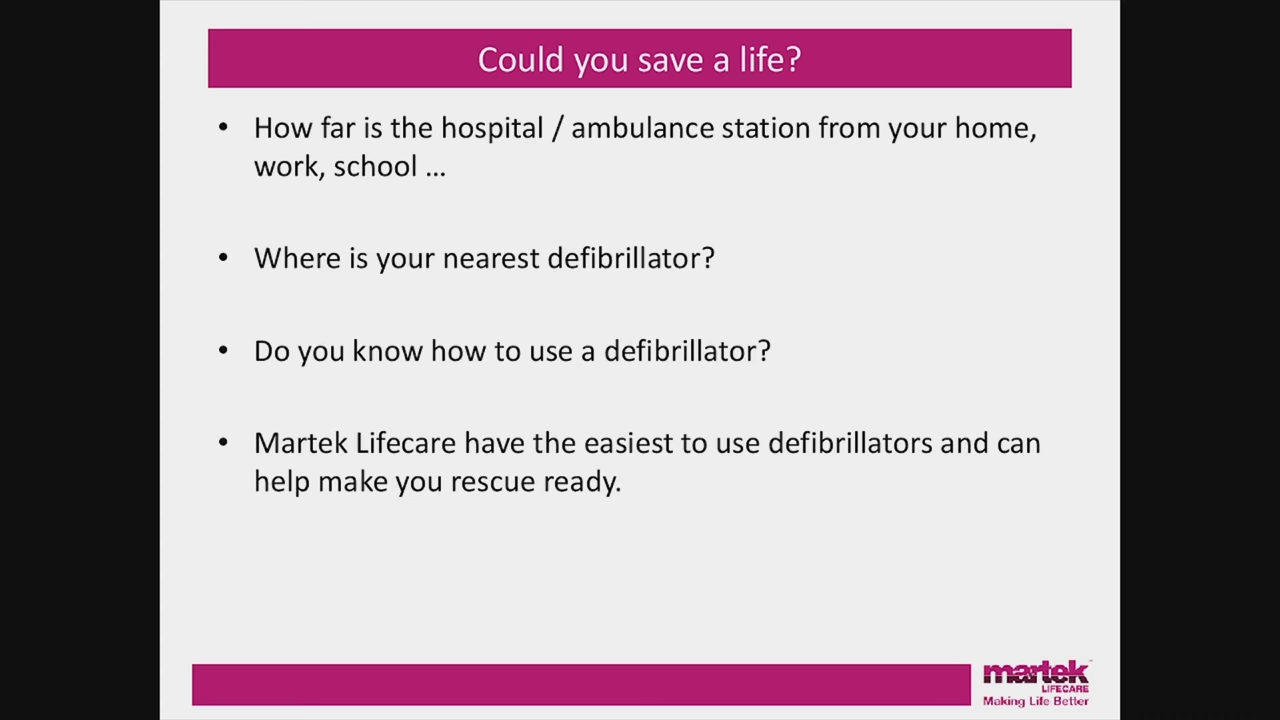 Could you save a life?
• How far is the hospital / ambulance station from your home,
work, school ...
• Where is your nearest defibrillator?
• Do you know how to use a defibrillator?
• Martek Lifecare have the easiest to use defibrillators and can
help make you rescue ready.
martek
LIFECARE
Making Life Better